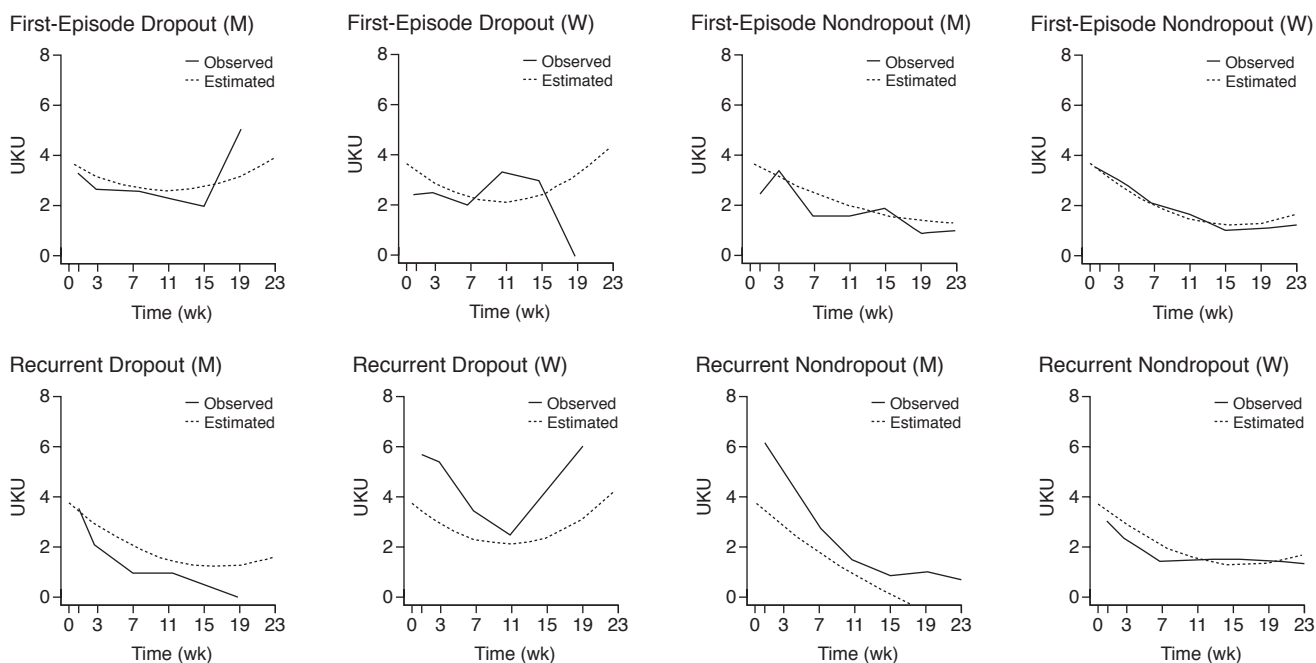 First-Episode Dropout (M)
8
6
4
2
0
UKU
Observed
Estimated
0 3 7 11 15 19 23
Time (wk)
First-Episode Dropout (W)
8
6
4
2
0
UKU
Observed
Estimated
0 3 7 11 15 19 23
Time (wk)
First-Episode Nondropout (M)
8
6
4
2
0
UKU
Observed
Estimated
0 3 7 11 15 19 23
Time (wk)
First-Episode Nondropout (W)
8
6
4
2
0
UKU
Observed
Estimated
0 3 7 11 15 19 23
Time (wk)
Recurrent Dropout (M)
8
6
4
2
0
UKU
Observed
Estimated
0 3 7 11 15 19 23
Time (wk)
Recurrent Dropout (W)
8
6
4
2
0
UKU
Observed
Estimated
0 3 7 11 15 19 23
Time (wk)
Recurrent Nondropout (M)
8
6
4
2
0
UKU
Observed
Estimated
0 3 7 11 15 19 23
Time (wk)
Recurrent Nondropout (W)
8
6
4
2
0
UKU
Observed
Estimated
0 3 7 11 15 19 23
Time (wk)